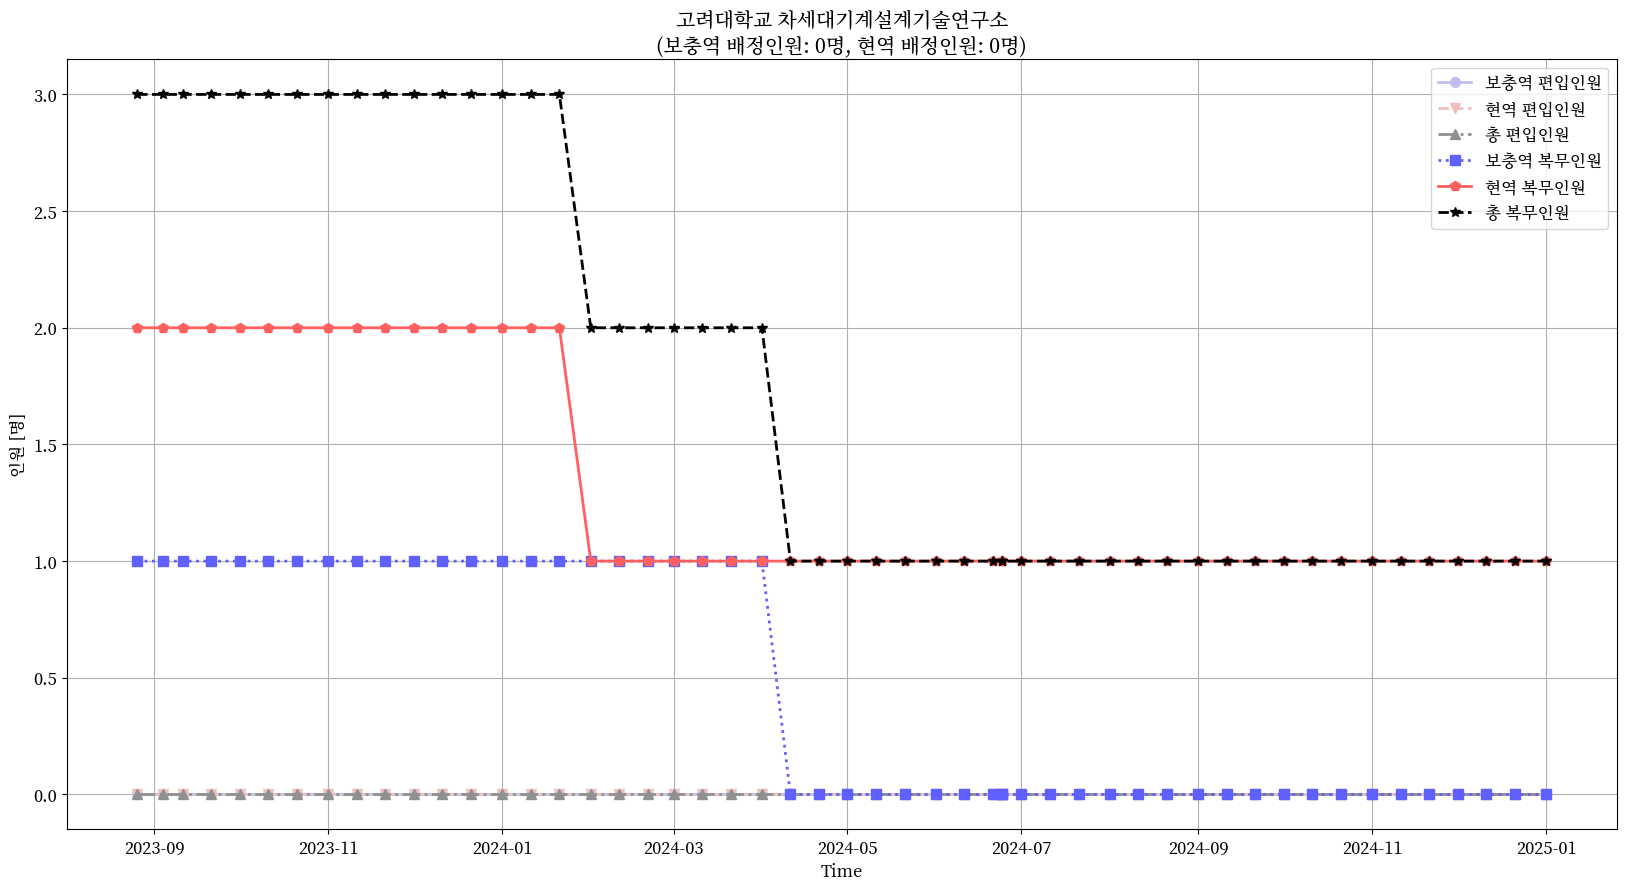 고려대학교 차세대기계설계기술연구소
(보충역 배정인원: 0명, 현역 배정인원: 0명)
보충역 편입인원
현역 편입인원
총 편입인원
보충역 복무인원
현역 복무인원
총 복무인원
인원 [명]
3.0
2.5
2.0
1.5
1.0
0.5
0.0
2023-09
2023-11
2024-01
2024-03
2024-05
2024-07
2024-09
2024-11
2025-01
Time